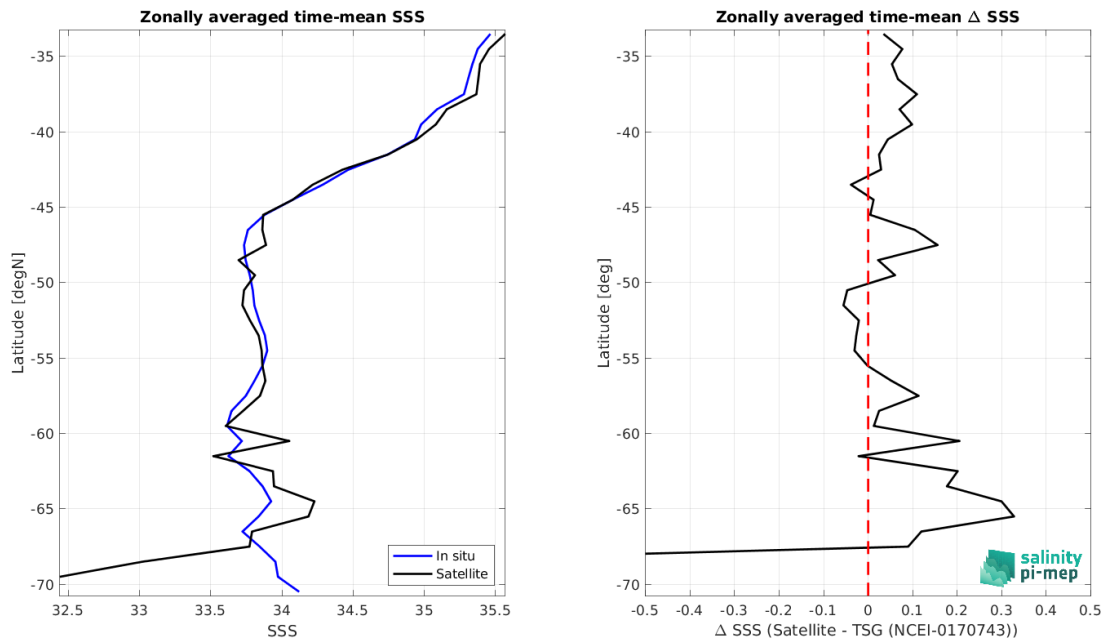 Zonally averaged time-mean SSS
-35
-40
-45
-50
-55
-60
-65
-70
Latitude [degN]
32.5 33 33.5 34 34.5 35 35.5
SSS
In situ
Satellite
Zonally averaged time-mean Δ SSS
-35
-40
-45
-50
-55
-60
-65
-70
Latitude [deg]
-0.5 -0.4 -0.3 -0.2 -0.1 0 0.1 0.2 0.3 0.4 0.5
Δ SSS (Satellite - TSG (NCEI-0170743))
salinity
pi-mep